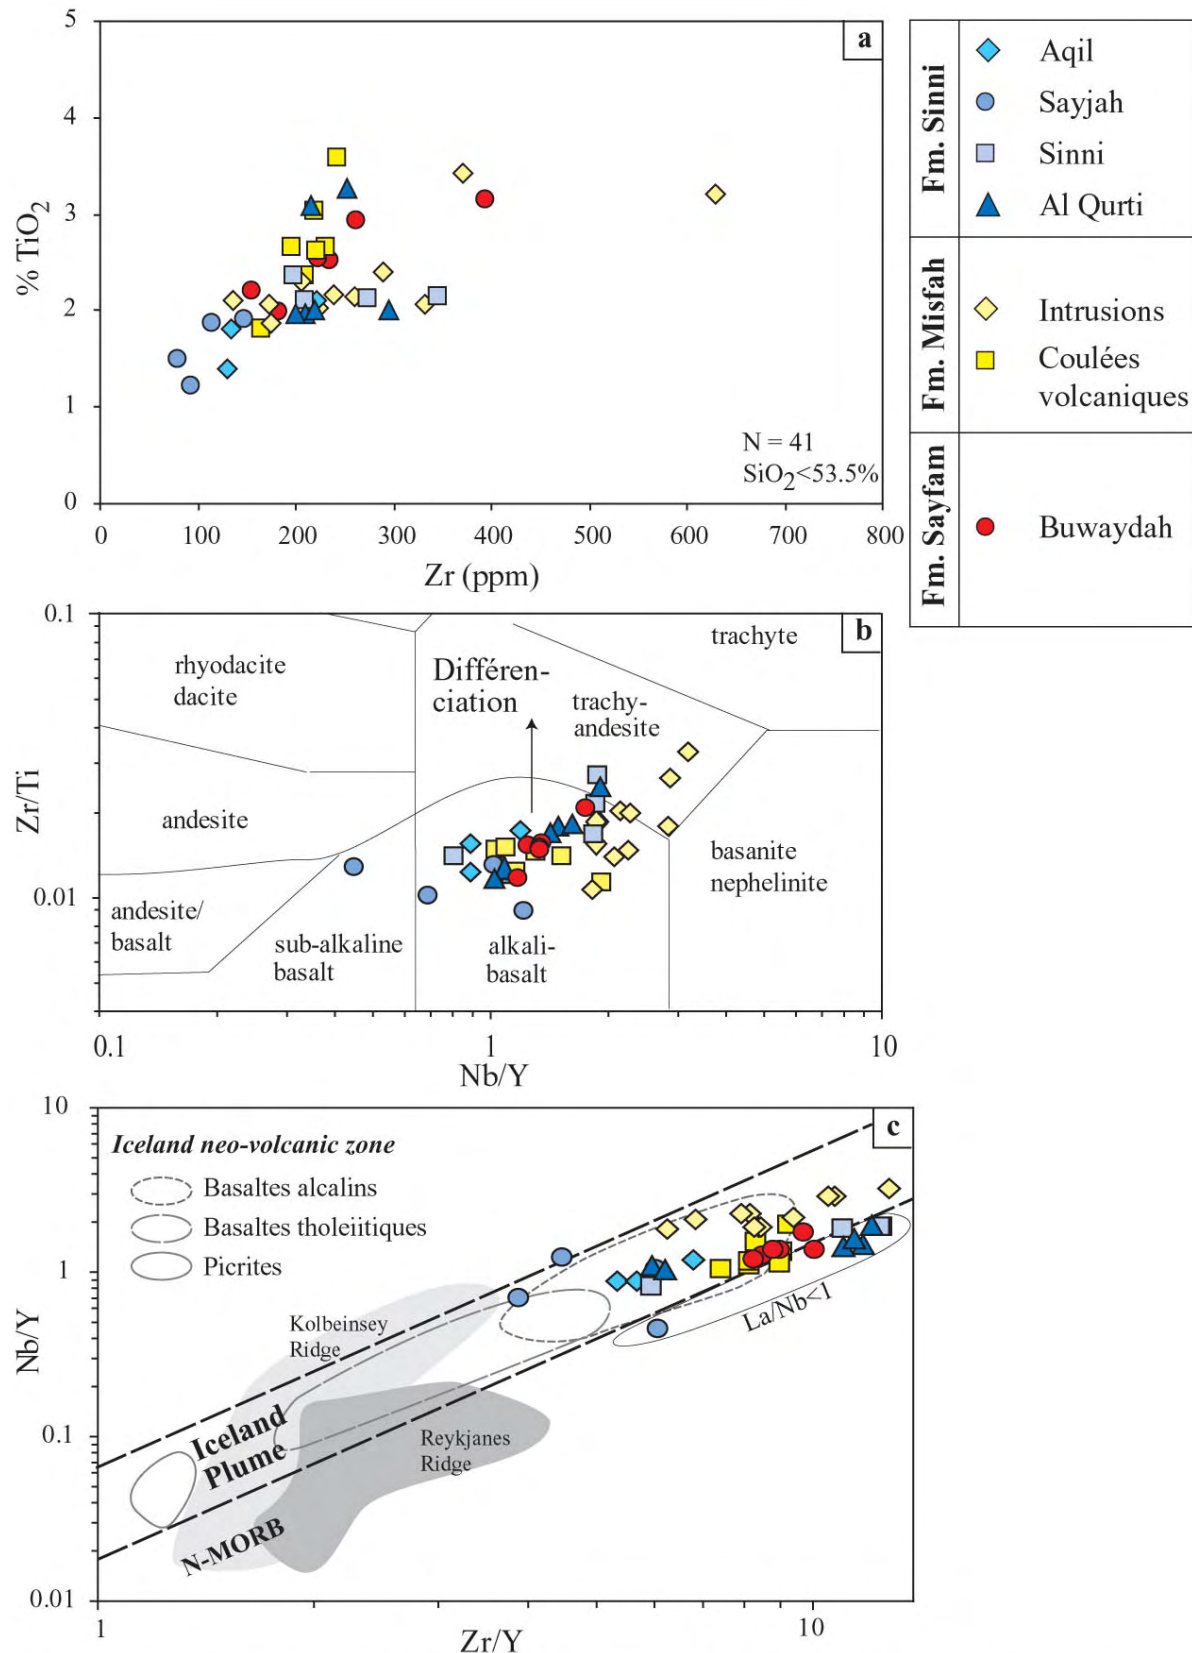 5
4
3
2
1
0
% TiO2
a
N = 41
SiO2<53.5%
0
100
200
300
400
500
600
700
800
Zr (ppm)
Fm. Sinni
Aqil
Sayjah
Sinni
Al Qurti
Fm. Misfah
Intrusions
Coulées
volcaniques
Fm. Sayfam
Buwaydah
0.1
0.01
Zr/Ti
b
rhyodacite
dacite
Différen-
ciation
trachyte
trachy-
andesite
andesite
andesite/
basalt
sub-alkaline
basalt
alkali-
basalt
basanite
nephelinite
0.1
1
10
Nb/Y
10
1
0.1
0.01
Nb/Y
c
Iceland neo-volcanic zone
Basaltes alcalins
Basaltes tholeiitiques
Picrites
Kolbeinsey
Ridge
Iceland
Plume
N-MORB
Reykjanes
Ridge
La/Nb<1
1
10
Zr/Y